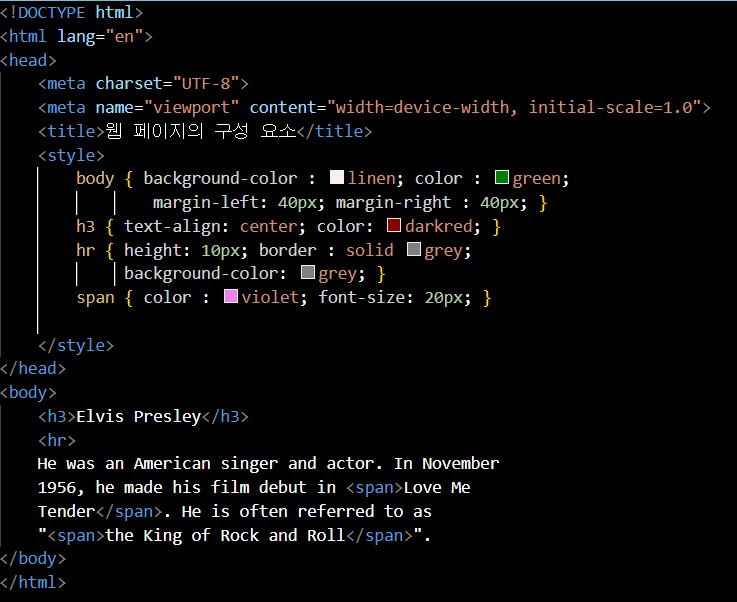 <!DOCTYPE html>
<html lang="en">
<head>
    <meta charset="UTF-8">
    <meta name="viewport" content="width=device-width, initial-scale=1.0">
    <title>웹 페이지의 구성 요소</title>
    <style>
        body { background-color : linen; color : green;
                margin-left: 40px; margin-right : 40px; }
        h3 { text-align: center; color: darkred; }
        hr { height: 10px; border : solid grey;
             background-color: grey; }
        span { color : violet; font-size: 20px; }
    </style>
</head>
<body>
    <h3>Elvis Presley</h3>
    <hr>
    He was an American singer and actor. In November
    1956, he made his film debut in <span>Love Me
    Tender</span>. He is often referred to as
    "<span>the King of Rock and Roll</span>".
</body>
</html>